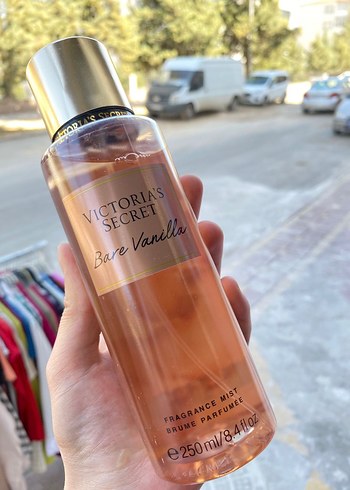 VICTORIA'S SECRET
VICTORIA'S
SECRET
Bare Vanilla
FRAGRANCE MIST
BRUME PARFUMÉE
℮250 ml/8.4 fl oz